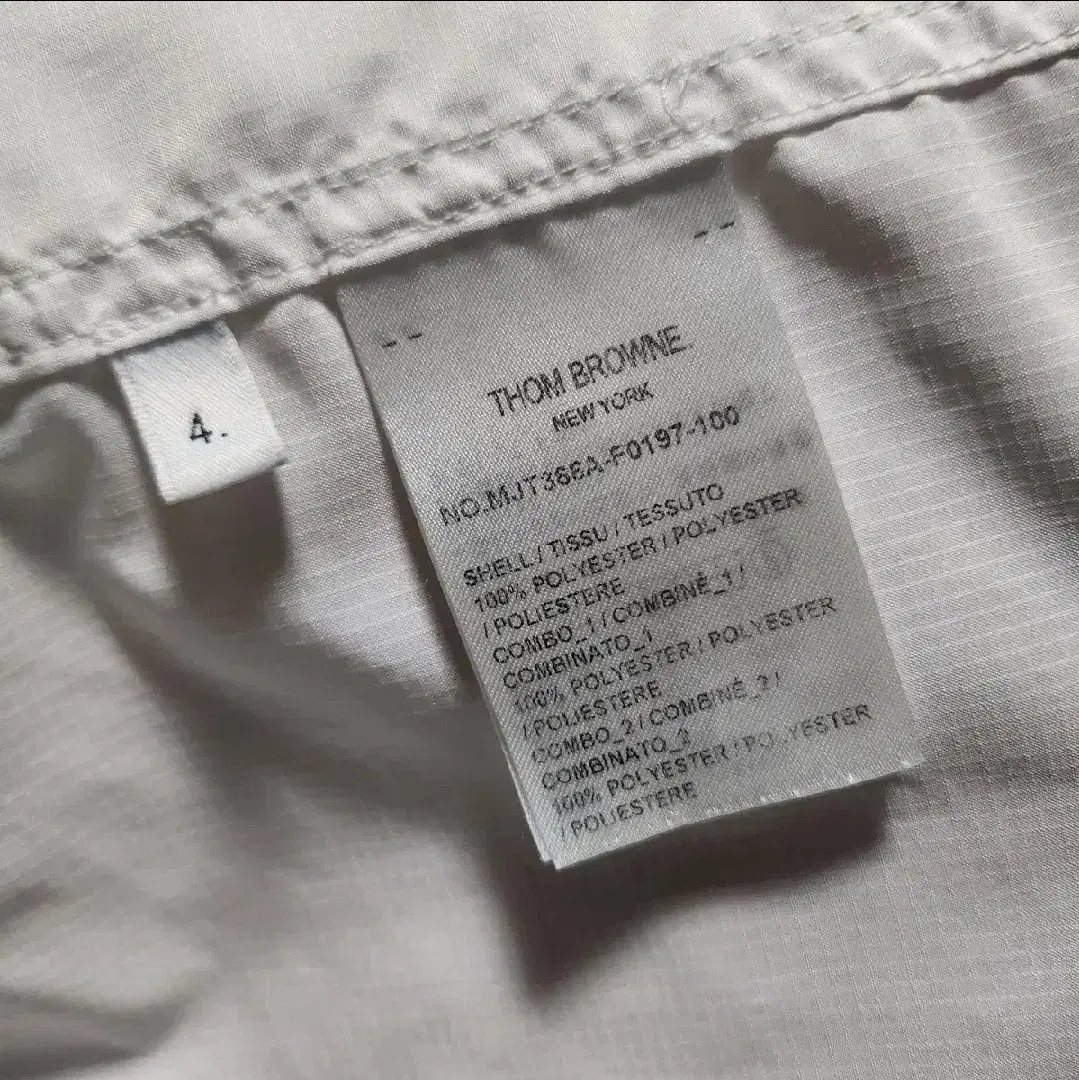 4.
THOM BROWNE.
NEW YORK
NO.MJT368A-F0197-100
SHELL / TISSU / TESSUTO
100% POLYESTER / POLYESTER
/ POLIESTERE
COMBO_1 / COMBINÉ_1 /
COMBINATO_1
100% POLYESTER / POLYESTER
/ POLIESTERE
COMBO_2 / COMBINÉ_2 /
COMBINATO_2
100% POLYESTER / POLYESTER
/ POLIESTERE